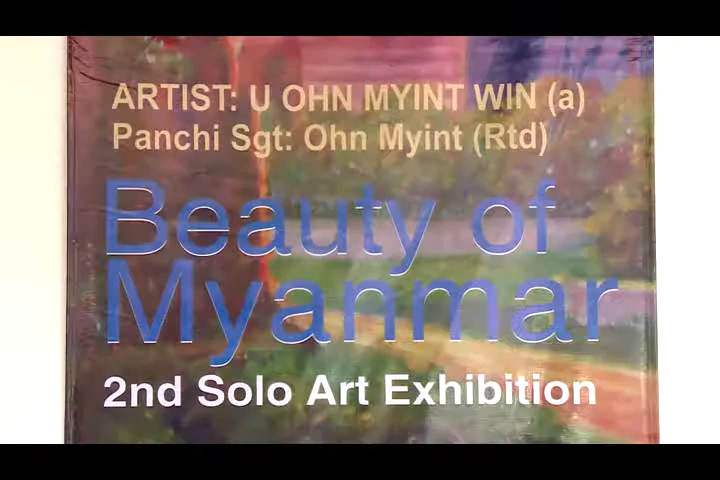 ARTIST: U OHN MYINT WIN (a)
Panchi Sgt: Ohn Myint (Rtd)
Beauty of
Myanmar
2nd Solo Art Exhibition